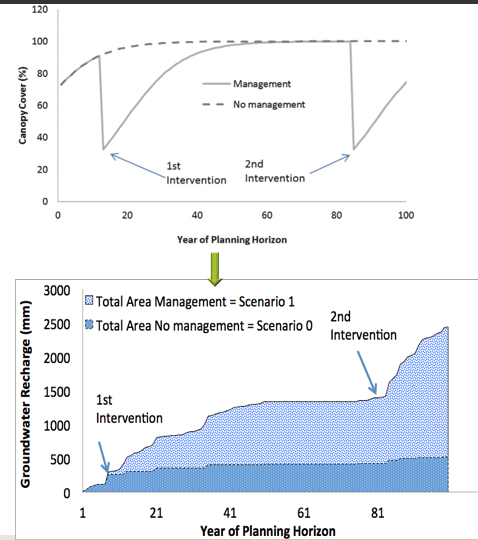 120
100
80
60
40
20
0
Canopy Cover (%)
Management
No management
1st
Intervention
2nd
Intervention
0 20 40 60 80 100
Year of Planning Horizon
3000
2500
2000
1500
1000
500
0
Groundwater Recharge (mm)
Total Area Management = Scenario 1
Total Area No management = Scenario 0
2nd
Intervention
1st
Intervention
1 21 41 61 81
Year of Planning Horizon